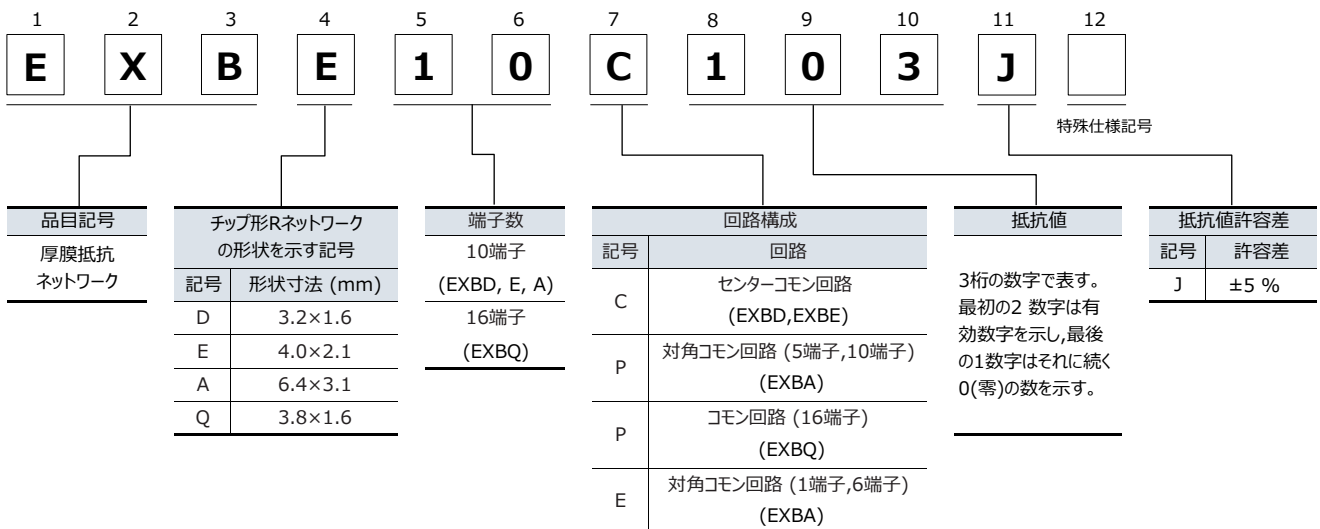 1 2 3 4 5 6 7 8 9 10 11 12
E X B E 1 0 C 1 0 3 J
特殊仕様記号
品目記号
厚膜抵抗
ネットワーク
チップ形Rネットワーク
の形状を示す記号
記号 形状寸法 (mm)
D 3.2×1.6
E 4.0×2.1
A 6.4×3.1
Q 3.8×1.6
端子数
10端子
(EXBD, E, A)
16端子
(EXBQ)
回路構成
記号 回路
C センターコモン回路
(EXBD,EXBE)
P 対角コモン回路 (5端子,10端子)
(EXBA)
P コモン回路 (16端子)
(EXBQ)
E 対角コモン回路 (1端子,6端子)
(EXBA)
抵抗値
3桁の数字で表す。
最初の2 数字は有
効数字を示し,最後
の1数字はそれに続く
0(零)の数を示す。
抵抗値許容差
記号 許容差
J ±5 %